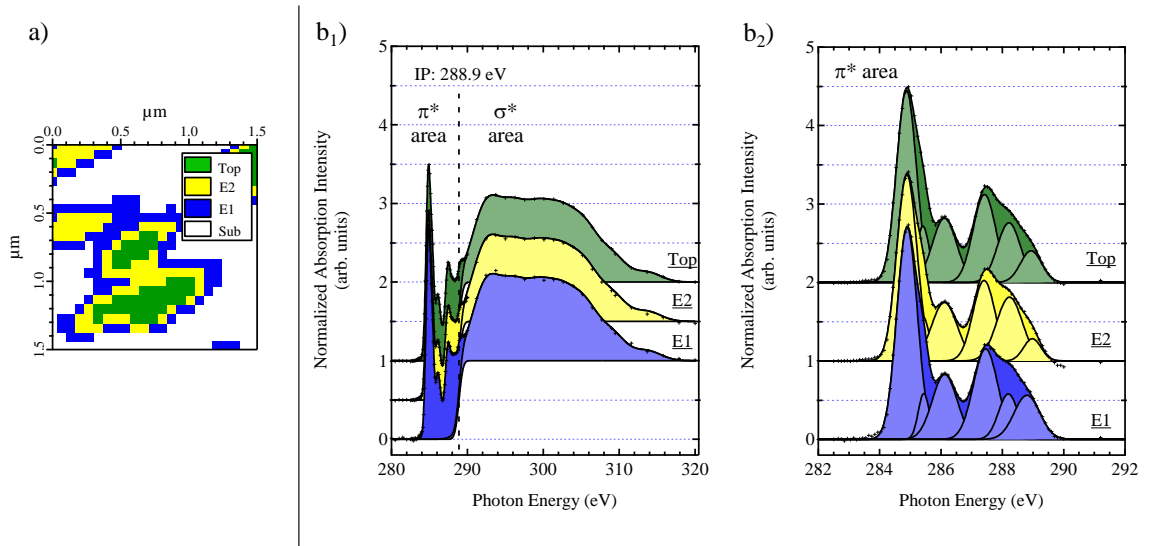 a)
µm
0.0 0.5 1.0 1.5
µm
0.0
0.5
1.0
1.5
Top
E2
E1
Sub
b1)
Normalized Absorption Intensity
(arb. units)
5
4
3
2
1
0
IP: 288.9 eV
π* σ*
area area
Top
E2
E1
280 290 300 310 320
Photon Energy (eV)
b2)
Normalized Absorption Intensity
(arb. units)
5
4
3
2
1
0
π* area
Top
E2
E1
282 284 286 288 290 292
Photon Energy (eV)